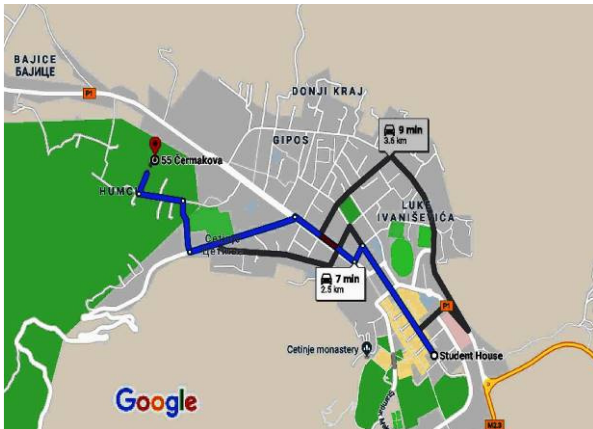 BAJICE
БАЈИЦЕ
P1
DONJI KRAJ
GIPOS
9 min
3.6 km
55 Čermakova
HUMCI
LUKE
IVANIŠEVIĆA
7 min
2.5 km
P1
Cetinje monastery
Student House
Google
M2.3